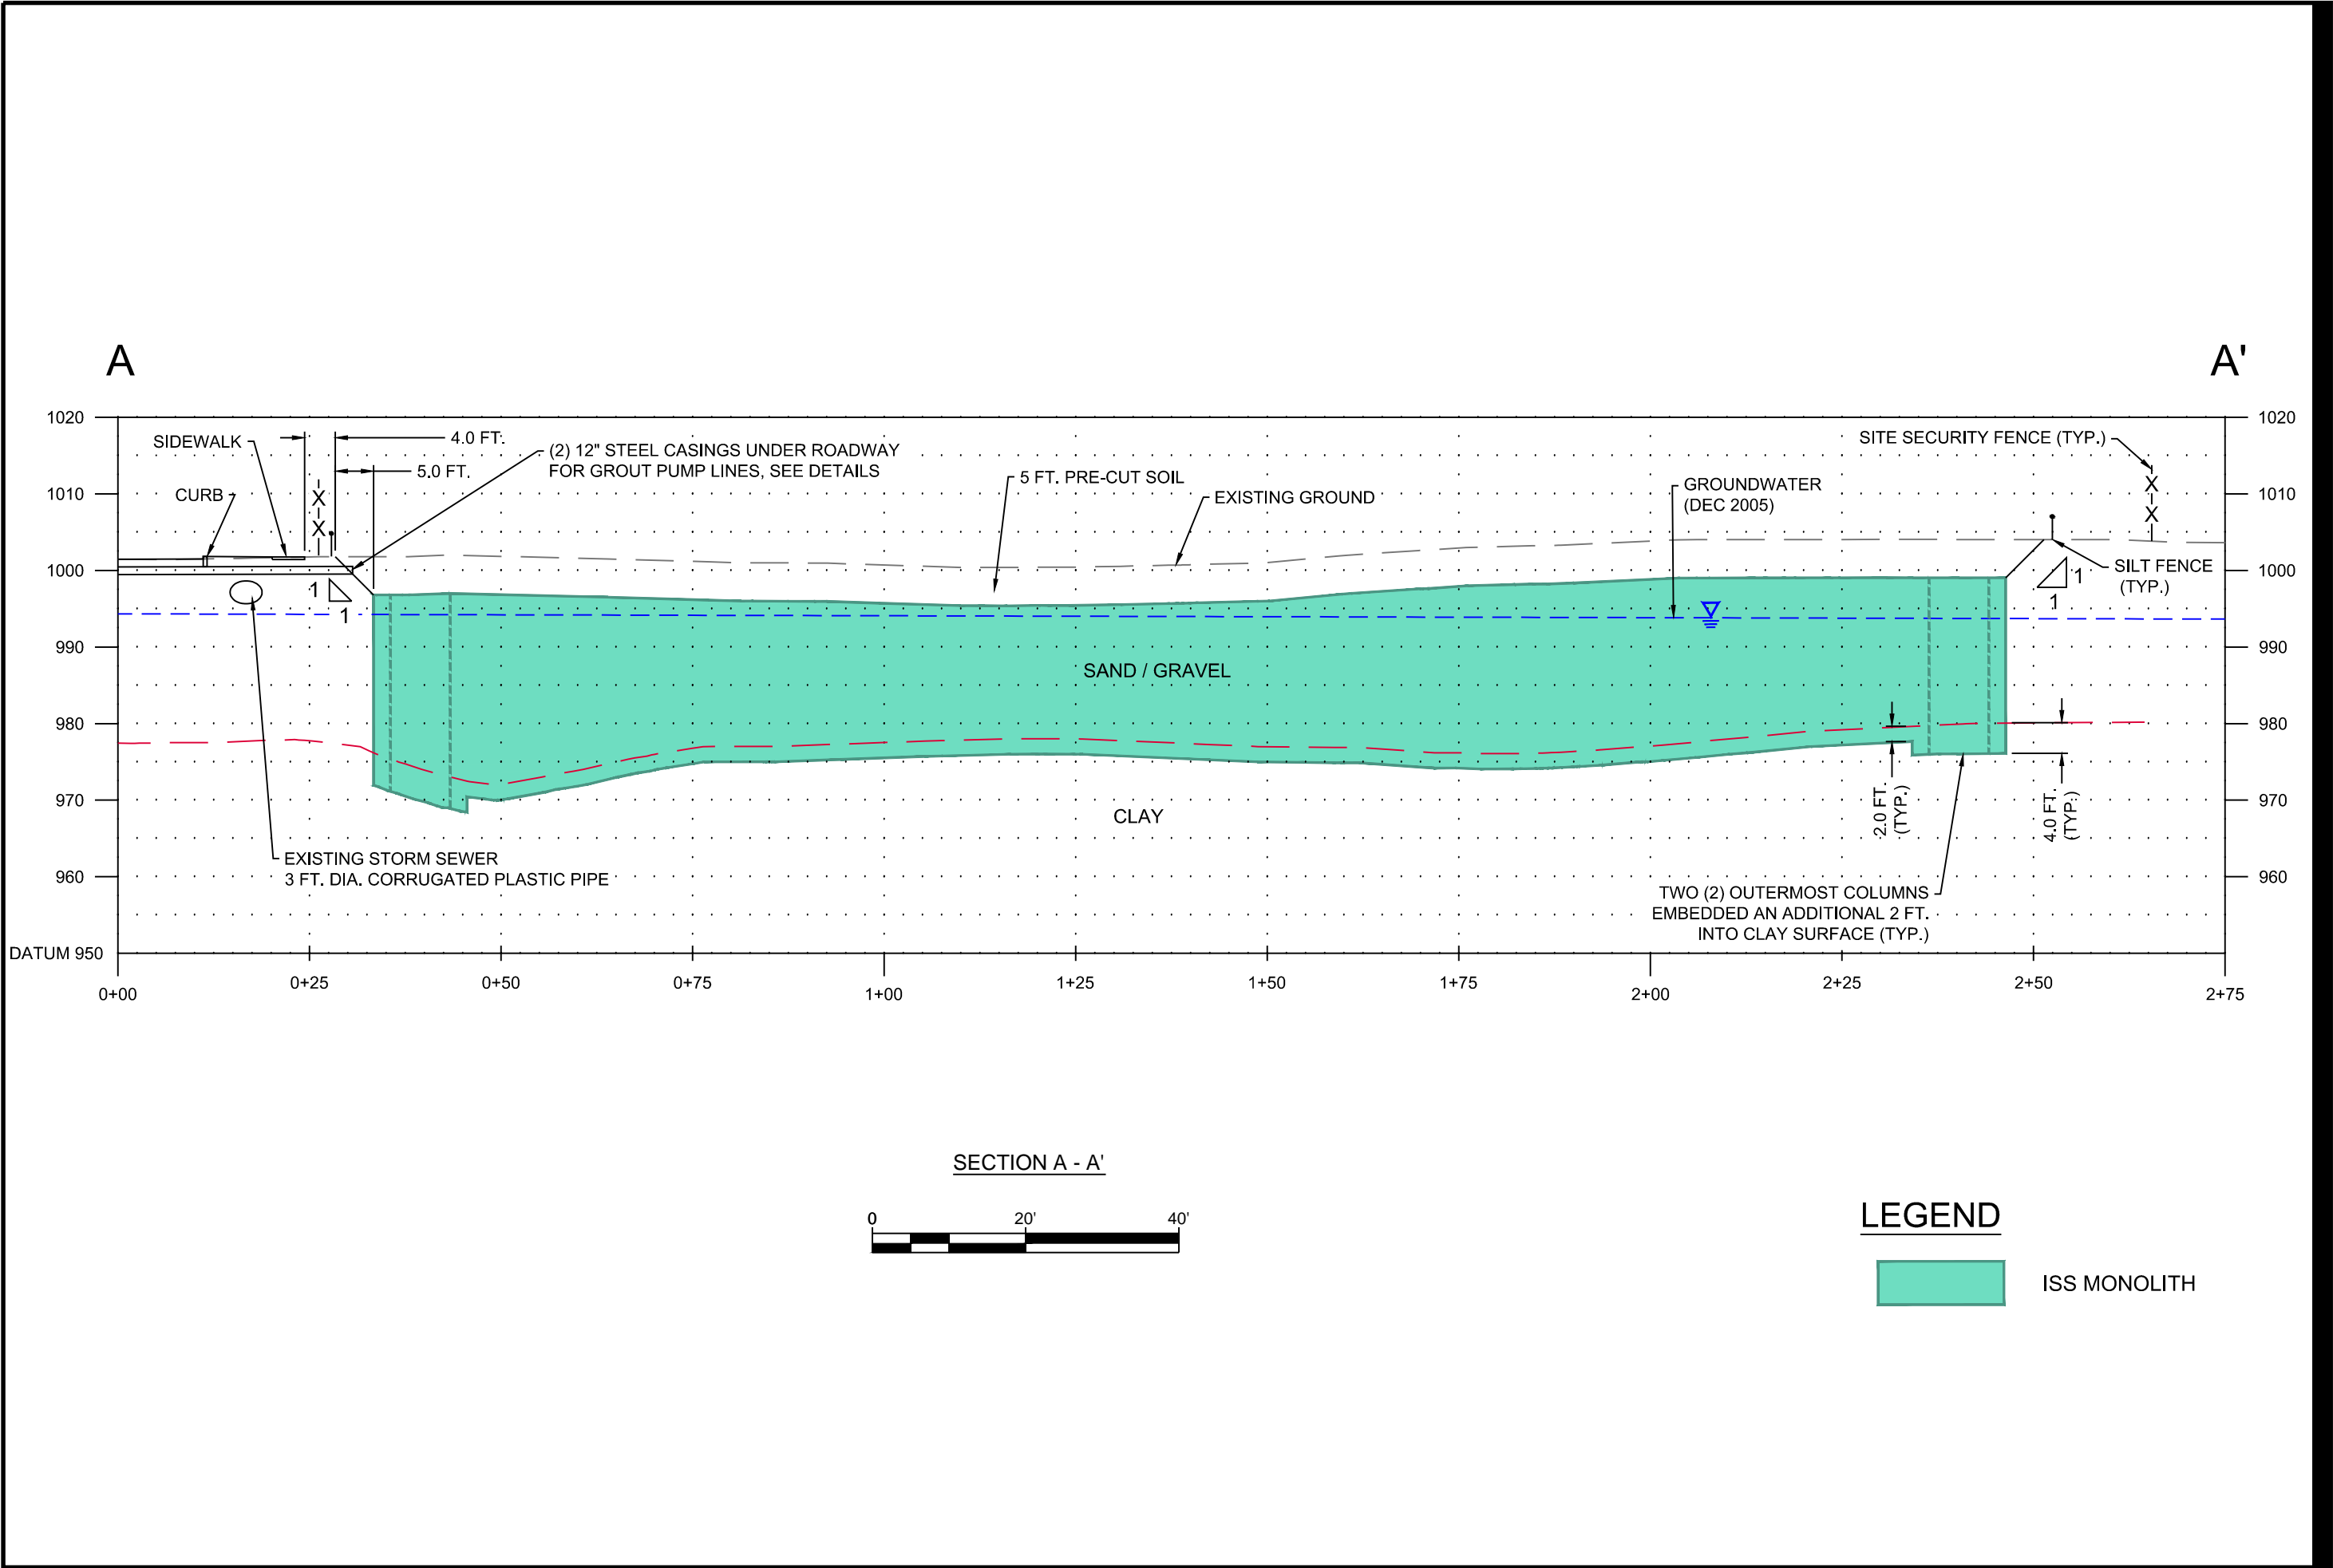 A
A'
1020
1020
SIDEWALK
4.0 FT.
SITE SECURITY FENCE (TYP.)
(2) 12" STEEL CASINGS UNDER ROADWAY
FOR GROUT PUMP LINES, SEE DETAILS
5.0 FT.
5 FT. PRE-CUT SOIL
GROUNDWATER
(DEC 2005)
1010
CURB
X
X
EXISTING GROUND
X
X
1010
1000
1000
SILT FENCE
(TYP.)
1
1
1
1
990
SAND / GRAVEL
990
980
980
970
2.0 FT.
(TYP.)
4.0 FT.
(TYP.)
970
CLAY
EXISTING STORM SEWER
3 FT. DIA. CORRUGATED PLASTIC PIPE
960
960
TWO (2) OUTERMOST COLUMNS
EMBEDDED AN ADDITIONAL 2 FT.
INTO CLAY SURFACE (TYP.)
DATUM 950
0+00
0+25
0+50
0+75
1+00
1+25
1+50
1+75
2+00
2+25
2+50
2+75
SECTION A - A'
0
20'
40'
LEGEND
ISS MONOLITH